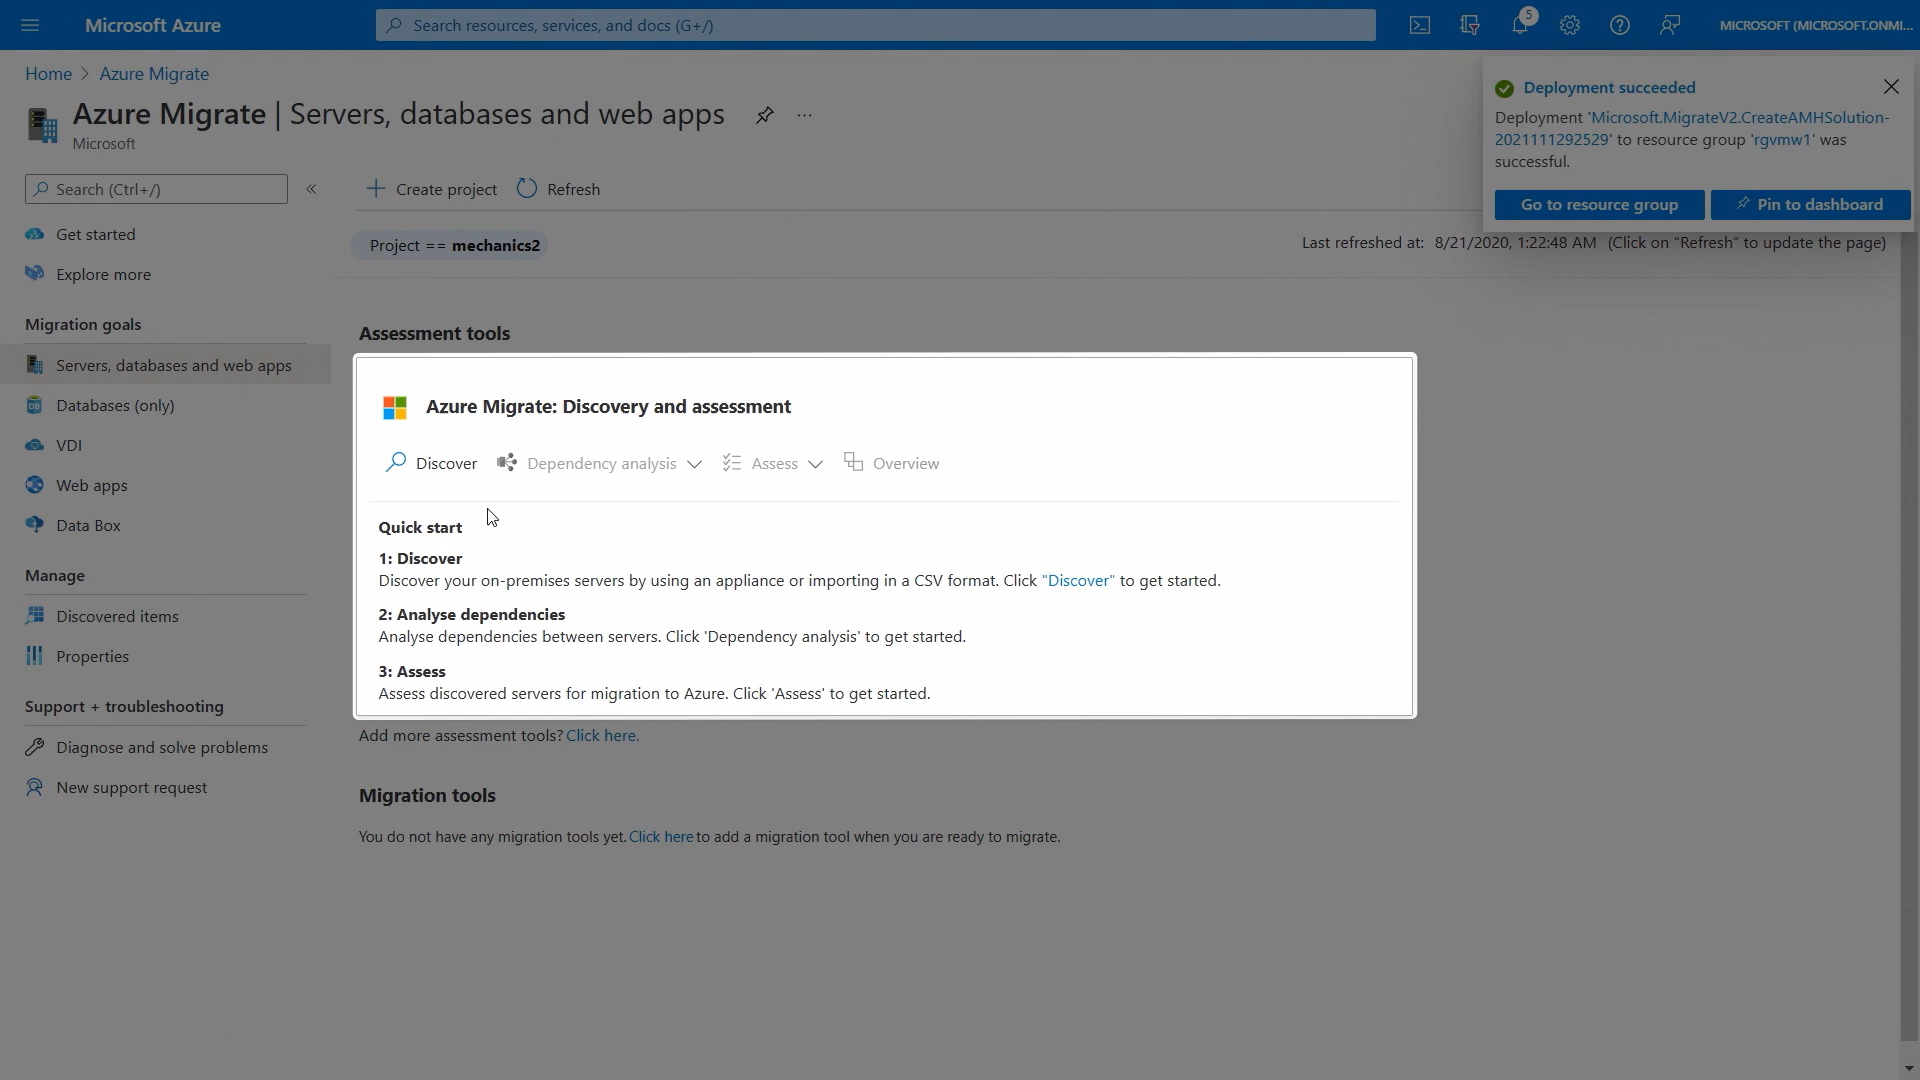 Microsoft Azure
Search resources, services, and docs (G+/)
5
MICROSOFT (MICROSOFT.ONMI...
Home > Azure Migrate
Azure Migrate | Servers, databases and web apps
...
Microsoft
Deployment succeeded
Deployment 'Microsoft.MigrateV2.CreateAMHSolution-
2021111292529' to resource group 'rgvmw1' was
successful.
Go to resource group
Pin to dashboard
Search (Ctrl+/)
«
Create project
Refresh
Get started
Explore more
Migration goals
Servers, databases and web apps
Databases (only)
VDI
Web apps
Data Box
Manage
Discovered items
Properties
Support + troubleshooting
Diagnose and solve problems
New support request
Project == mechanics2
Last refreshed at: 8/21/2020, 1:22:48 AM (Click on “Refresh” to update the page)
Assessment tools
Azure Migrate: Discovery and assessment
Discover
Dependency analysis
Assess
Overview
Quick start
1: Discover
Discover your on-premises servers by using an appliance or importing in a CSV format. Click "Discover" to get started.
2: Analyse dependencies
Analyse dependencies between servers. Click 'Dependency analysis' to get started.
3: Assess
Assess discovered servers for migration to Azure. Click 'Assess' to get started.
Add more assessment tools? Click here.
Migration tools
You do not have any migration tools yet. Click here to add a migration tool when you are ready to migrate.